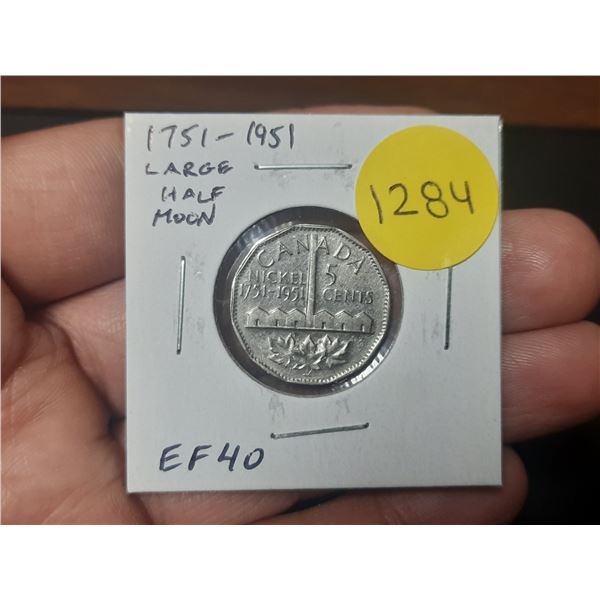 1751-1951
LARGE
HALF
MOON
1284
CANADA
NICKEL 5
1751-1951 CENTS
EF40